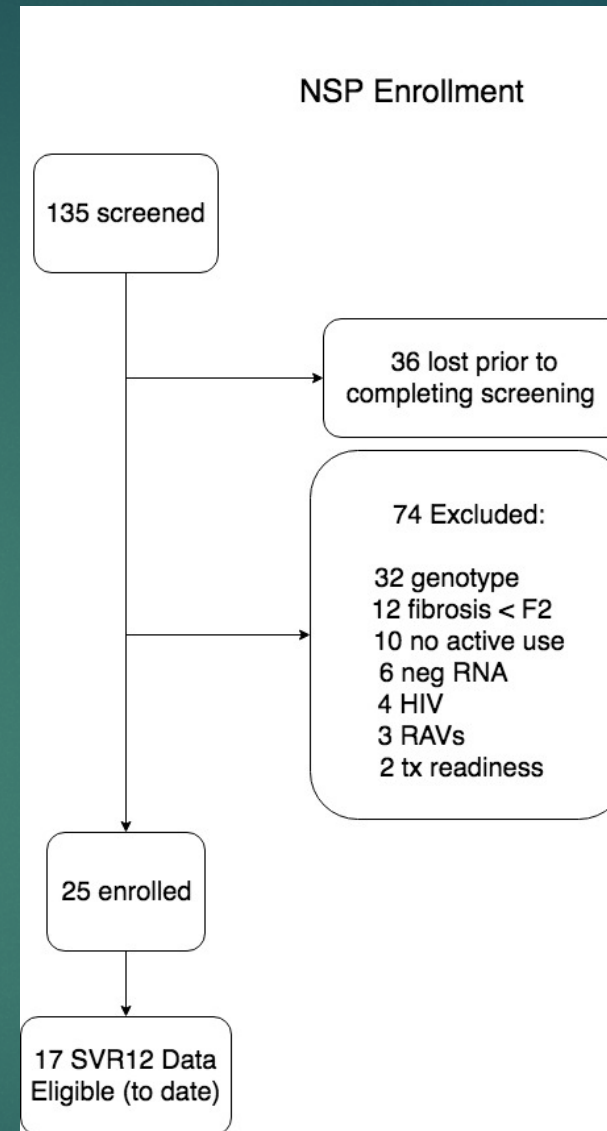 NSP Enrollment
135 screened
36 lost prior to
completing screening
74 Excluded:
32 genotype
12 fibrosis < F2
10 no active use
6 neg RNA
4 HIV
3 RAVs
2 tx readiness
25 enrolled
17 SVR12 Data
Eligible (to date)